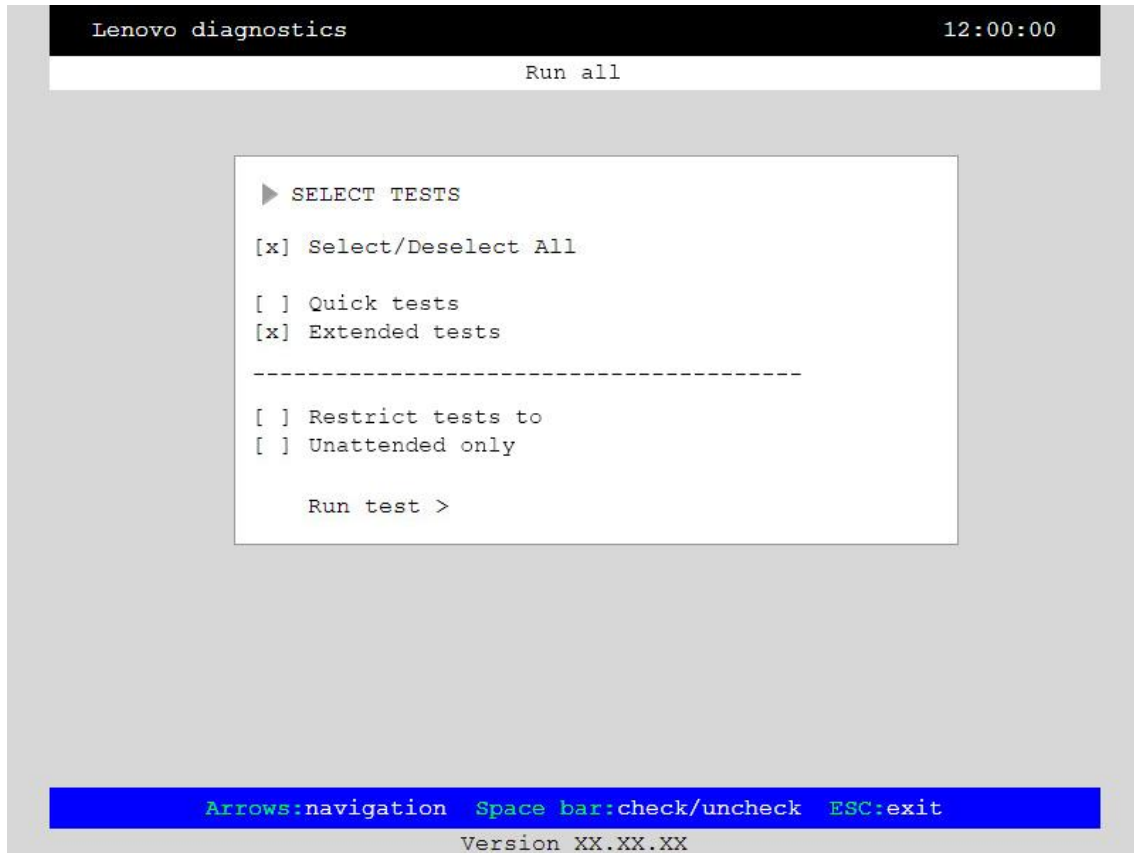 Lenovo diagnostics 12:00:00
Run all
SELECT TESTS
[x] Select/Deselect All
[ ] Quick tests
[x] Extended tests
----------------------------------------
[ ] Restrict tests to
[ ] Unattended only
Run test >
Arrows:navigation Space bar:check/uncheck ESC:exit
Version XX.XX.XX